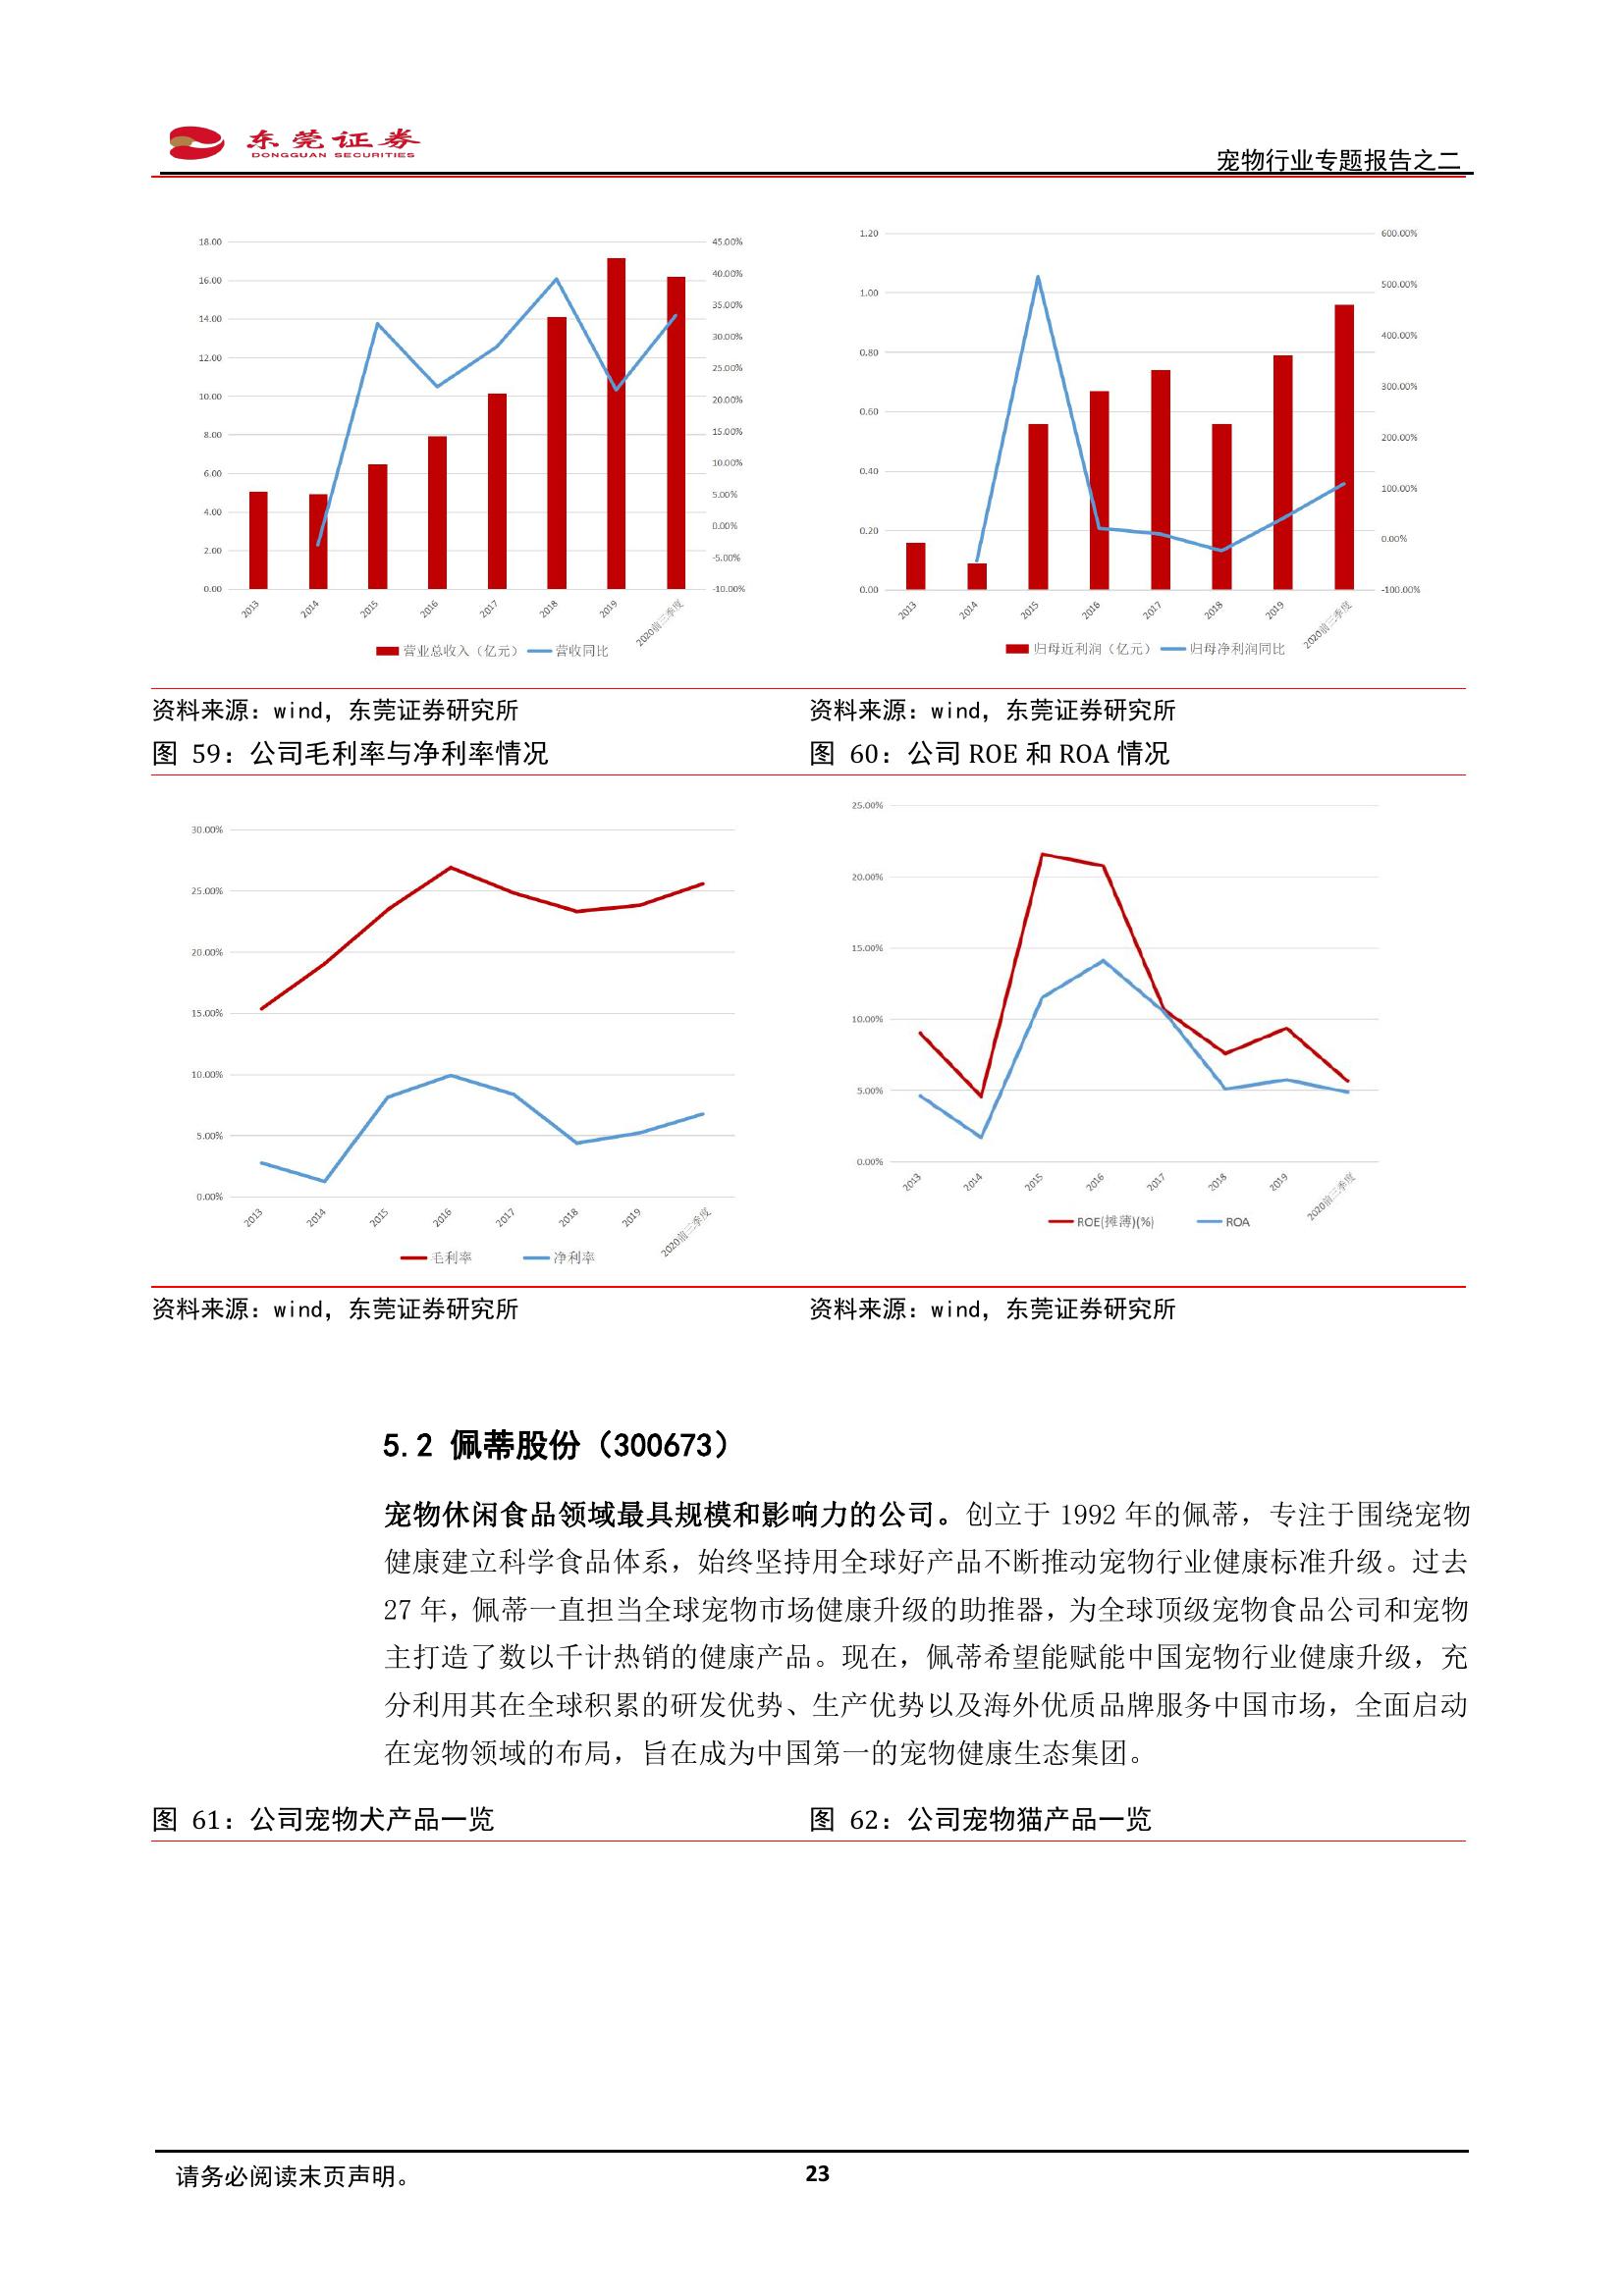 东莞证券
DONGGUAN SECURITIES
宠物行业专题报告之二
18.00
16.00
14.00
12.00
10.00
8.00
6.00
4.00
2.00
0.00
45.00%
40.00%
35.00%
30.00%
25.00%
20.00%
15.00%
10.00%
5.00%
0.00%
-5.00%
-10.00%
2013
2014
2015
2016
2017
2018
2019
2020前三季度
营业总收入（亿元） 营收同比
1.20
1.00
0.80
0.60
0.40
0.20
0.00
600.00%
500.00%
400.00%
300.00%
200.00%
100.00%
0.00%
-100.00%
2013
2014
2015
2016
2017
2018
2019
2020前三季度
归母近利润（亿元） 归母净利润同比
资料来源：wind，东莞证券研究所
资料来源：wind，东莞证券研究所
图 59：公司毛利率与净利率情况
图 60：公司 ROE 和 ROA 情况
30.00%
25.00%
20.00%
15.00%
10.00%
5.00%
0.00%
2013
2014
2015
2016
2017
2018
2019
2020前三季度
毛利率 净利率
25.00%
20.00%
15.00%
10.00%
5.00%
0.00%
2013
2014
2015
2016
2017
2018
2019
2020前三季度
ROE(摊薄)(%) ROA
资料来源：wind，东莞证券研究所
资料来源：wind，东莞证券研究所
5.2 佩蒂股份（300673）
宠物休闲食品领域最具规模和影响力的公司。创立于 1992 年的佩蒂，专注于围绕宠物
健康建立科学食品体系，始终坚持用全球好产品不断推动宠物行业健康标准升级。过去
27 年，佩蒂一直担当全球宠物市场健康升级的助推器，为全球顶级宠物食品公司和宠物
主打造了数以千计热销的健康产品。现在，佩蒂希望能赋能中国宠物行业健康升级，充
分利用其在全球积累的研发优势、生产优势以及海外优质品牌服务中国市场，全面启动
在宠物领域的布局，旨在成为中国第一的宠物健康生态集团。
图 61：公司宠物犬产品一览
图 62：公司宠物猫产品一览
请务必阅读末页声明。
23